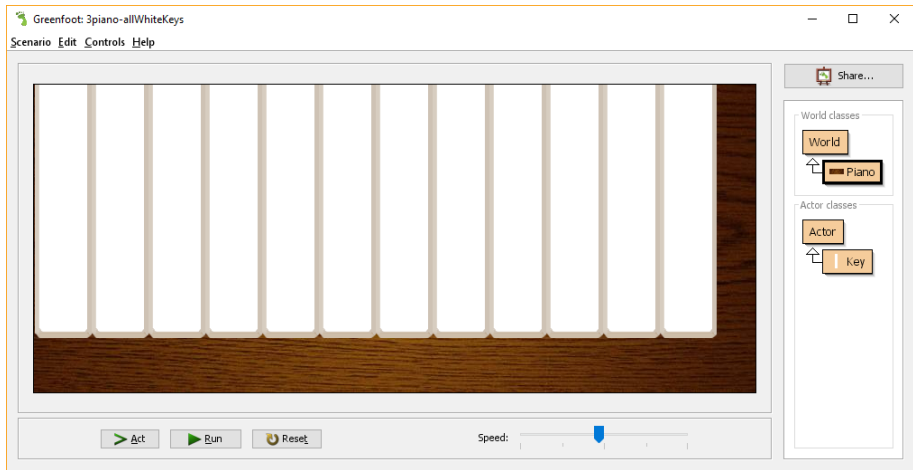 Greenfoot: 3piano-allWhiteKeys
Scenario Edit Controls Help
Share...
World classes
World
Piano
Actor classes
Actor
Key
Act Run Reset Speed: